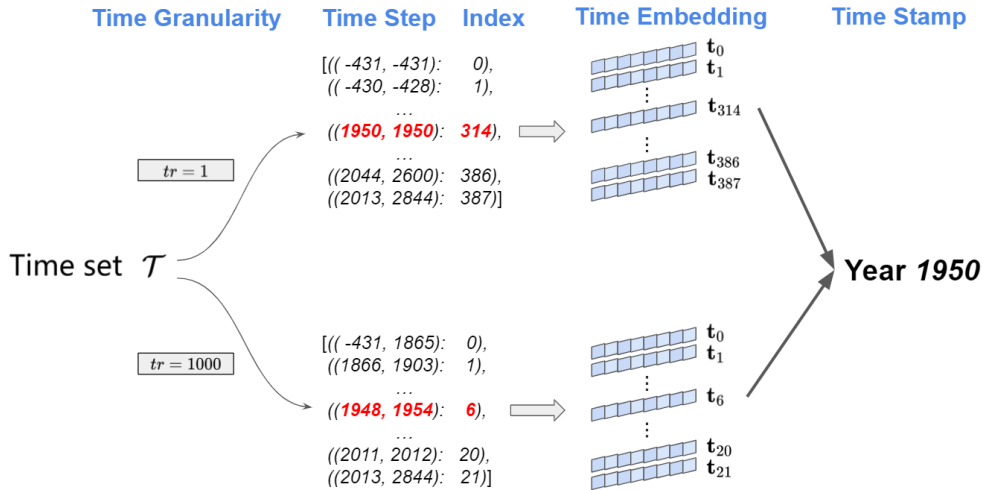 Time Granularity Time Step Index Time Embedding Time Stamp
[(( -431, -431): 0),
((-430, -428): 1),
...
((1950, 1950): 314),
...
((2044, 2600): 386),
((2013, 2844): 387)]
t0
t1
⋮
t314
⋮
t386
t387
tr = 1
Time set 𝒯
Year 1950
tr = 1000
[(( -431, 1865): 0),
((1866, 1903): 1),
...
((1948, 1954): 6),
...
((2011, 2012): 20),
((2013, 2844): 21)]
t0
t1
⋮
t6
⋮
t20
t21